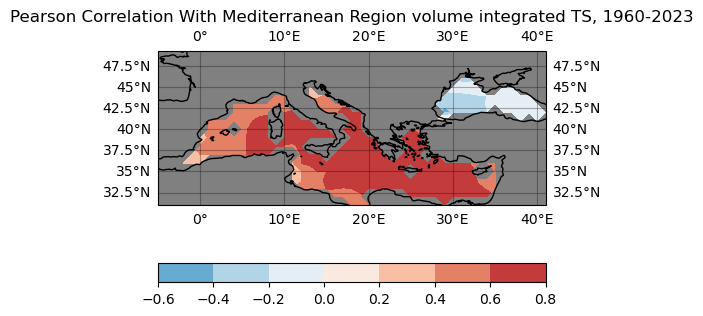 Pearson Correlation With Mediterranean Region volume integrated TS, 1960-2023
0° 10°E 20°E 30°E 40°E
47.5°N 47.5°N
45°N 45°N
42.5°N 42.5°N
40°N 40°N
37.5°N 37.5°N
35°N 35°N
32.5°N 32.5°N
0° 10°E 20°E 30°E 40°E
−0.6 −0.4 −0.2 0.0 0.2 0.4 0.6 0.8